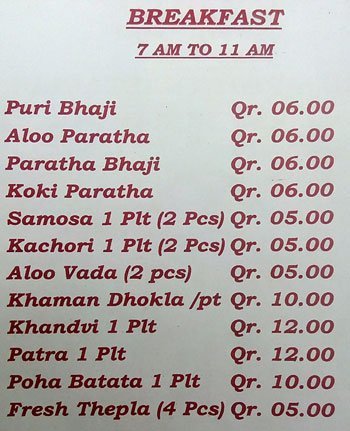 BREAKFAST
7 AM TO 11 AM
Puri Bhaji Qr. 06.00
Aloo Paratha Qr. 06.00
Paratha Bhaji Qr. 06.00
Koki Paratha Qr. 06.00
Samosa 1 Plt (2 Pcs) Qr. 05.00
Kachori 1 Plt (2 Pcs) Qr. 05.00
Aloo Vada (2 pcs) Qr. 05.00
Khaman Dhokla /pt Qr. 10.00
Khandvi 1 Plt Qr. 12.00
Patra 1 Plt Qr. 12.00
Poha Batata 1 Plt Qr. 10.00
Fresh Thepla (4 Pcs) Qr. 05.00